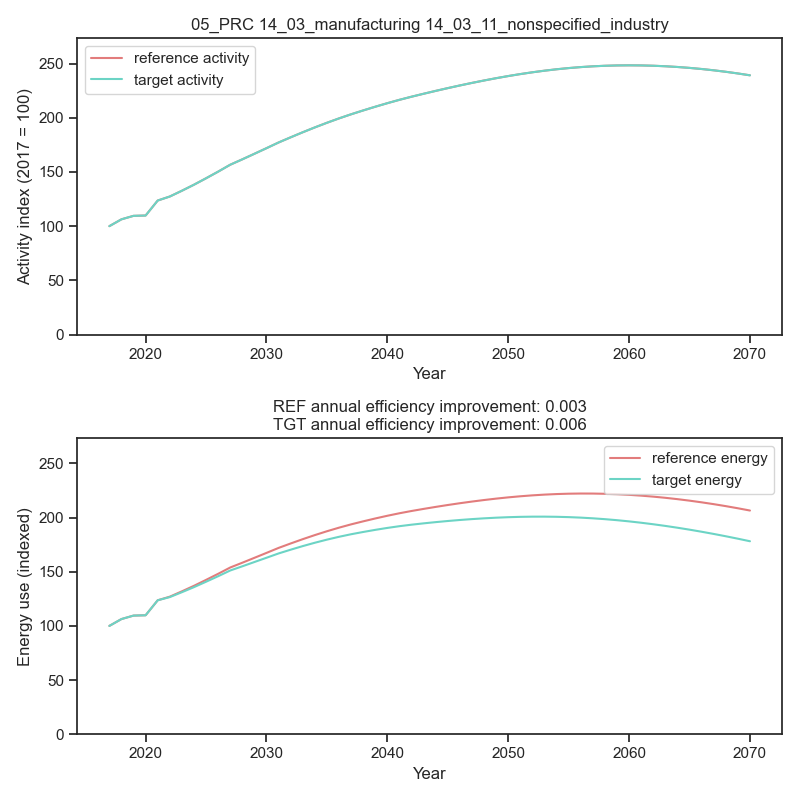 05_PRC 14_03_manufacturing 14_03_11_nonspecified_industry
reference activity
target activity
Activity index (2017 = 100)
250
200
150
100
50
0
2020 2030 2040 2050 2060 2070
Year
REF annual efficiency improvement: 0.003
TGT annual efficiency improvement: 0.006
reference energy
target energy
Energy use (indexed)
250
200
150
100
50
0
2020 2030 2040 2050 2060 2070
Year